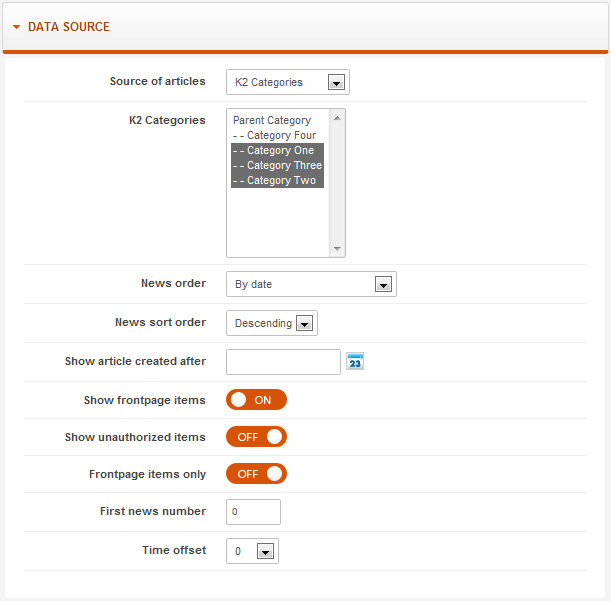 DATA SOURCE
Source of articles K2 Categories
K2 Categories Parent Category
- - Category Four
- - Category One
- - Category Three
- - Category Two
News order By date
News sort order Descending
Show article created after 23
Show frontpage items ON
Show unauthorized items OFF
Frontpage items only OFF
First news number 0
Time offset 0